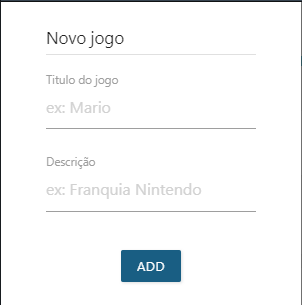 Novo jogo
Titulo do jogo
ex: Mario
Descrição
ex: Franquia Nintendo
ADD